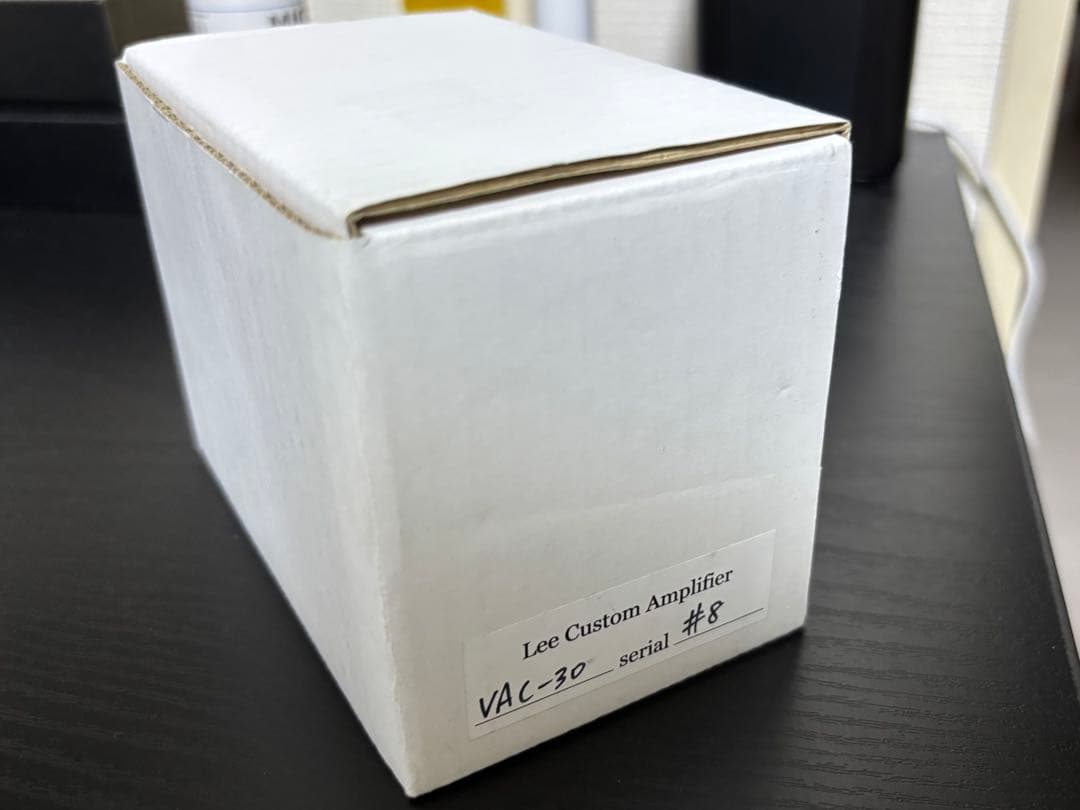 Lee Custom Amplifier
VAC-30 serial #8